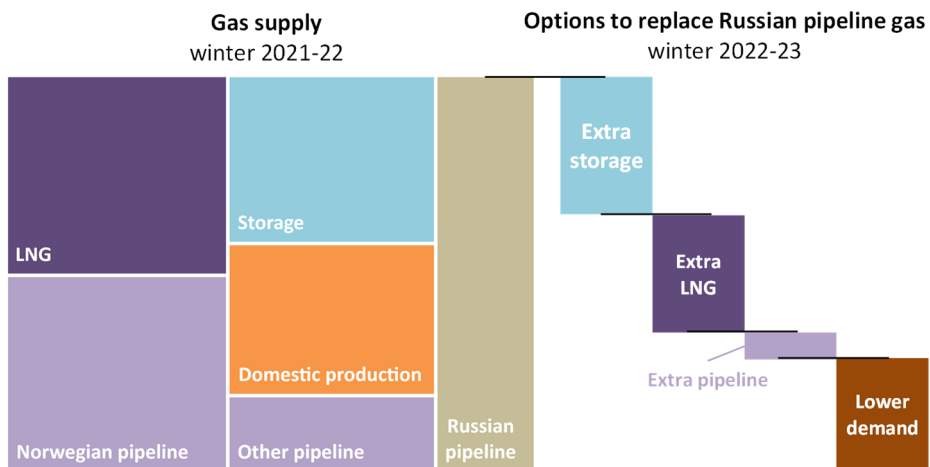 Gas supply
winter 2021-22
Options to replace Russian pipeline gas
winter 2022-23
LNG
Norwegian pipeline
Storage
Domestic production
Other pipeline
Russian
pipeline
Extra
storage
Extra
LNG
Extra pipeline
Lower
demand